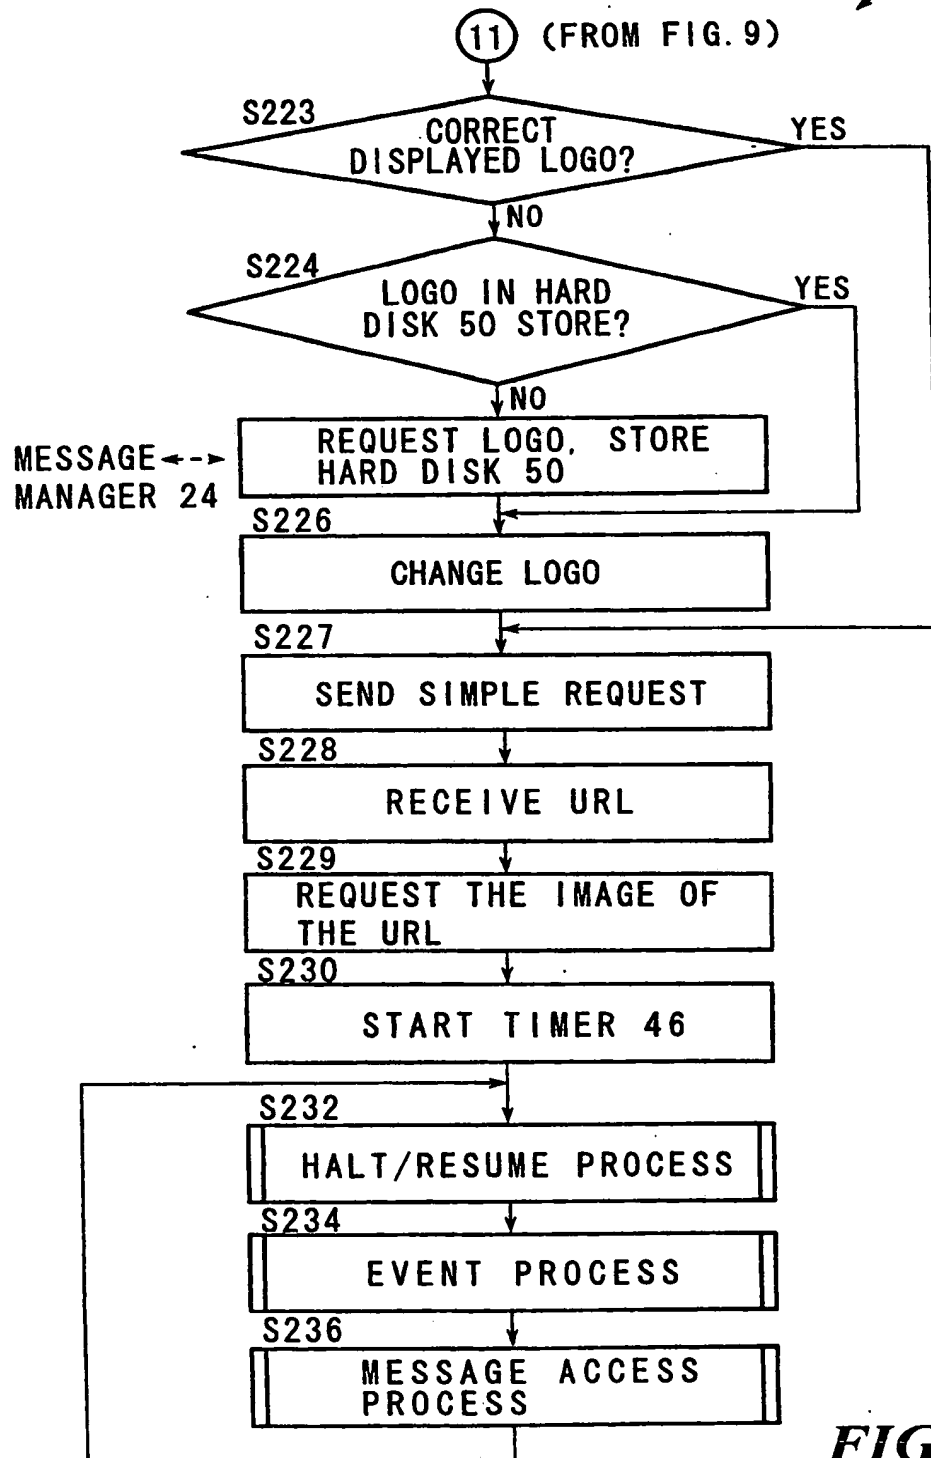 11 (FROM FIG. 9)
S223
CORRECT
DISPLAYED LOGO?
YES
NO
S224
LOGO IN HARD
DISK 50 STORE?
YES
NO
REQUEST LOGO, STORE
HARD DISK 50
MESSAGE
MANAGER 24
S226
CHANGE LOGO
S227
SEND SIMPLE REQUEST
S228
RECEIVE URL
S229
REQUEST THE IMAGE OF
THE URL
S230
START TIMER 46
S232
HALT/RESUME PROCESS
S234
EVENT PROCESS
S236
MESSAGE ACCESS
PROCESS
FIG